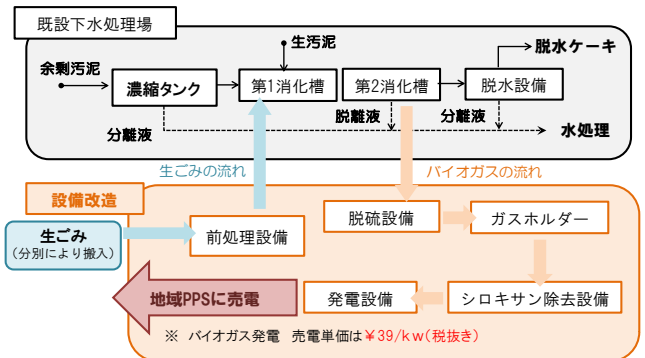 既設下水処理場
生汚泥
脱水ケーキ
余剰汚泥
濃縮タンク
第1消化槽
第2消化槽
脱水設備
分離液
脱離液
分離液
水処理
生ごみの流れ
バイオガスの流れ
設備改造
生ごみ
(分別により搬入)
前処理設備
脱硫設備
ガスホルダー
地域PPSに売電
発電設備
シロキサン除去設備
※ バイオガス発電 売電単価は¥39/kw(税抜き)